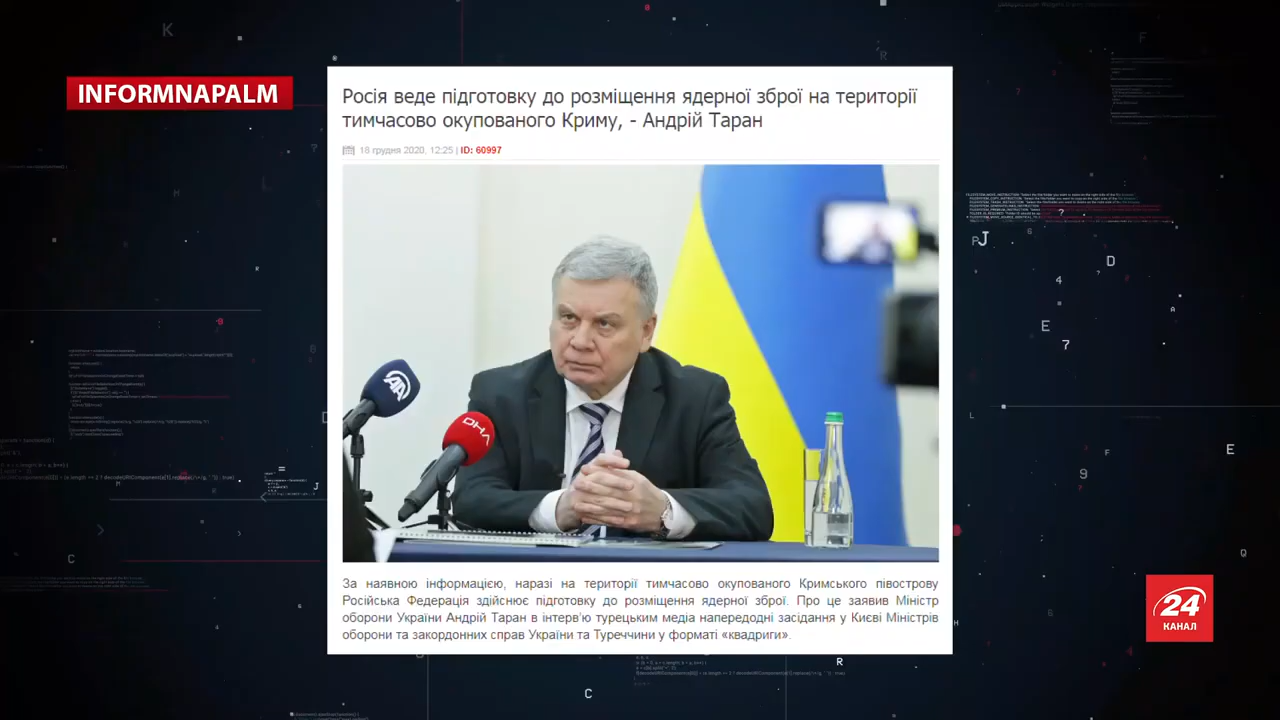 INFORMNAPALM
Росія веде підготовку до розміщення ядерної зброї на території
тимчасово окупованого Криму, - Андрій Таран
18 грудня 2020, 12:25 | ID: 60997
AA
DHA
За наявною інформацією, наразі на території тимчасово окупованого Кримського півострову
Російська Федерація здійснює підготовку до розміщення ядерної зброї. Про це заявив Міністр
оборони України Андрій Таран в інтерв'ю турецьким медіа напередодні засідання у Києві Міністрів
оборони та закордонних справ України та Туреччини у форматі «квадриги».
24
КАНАЛ